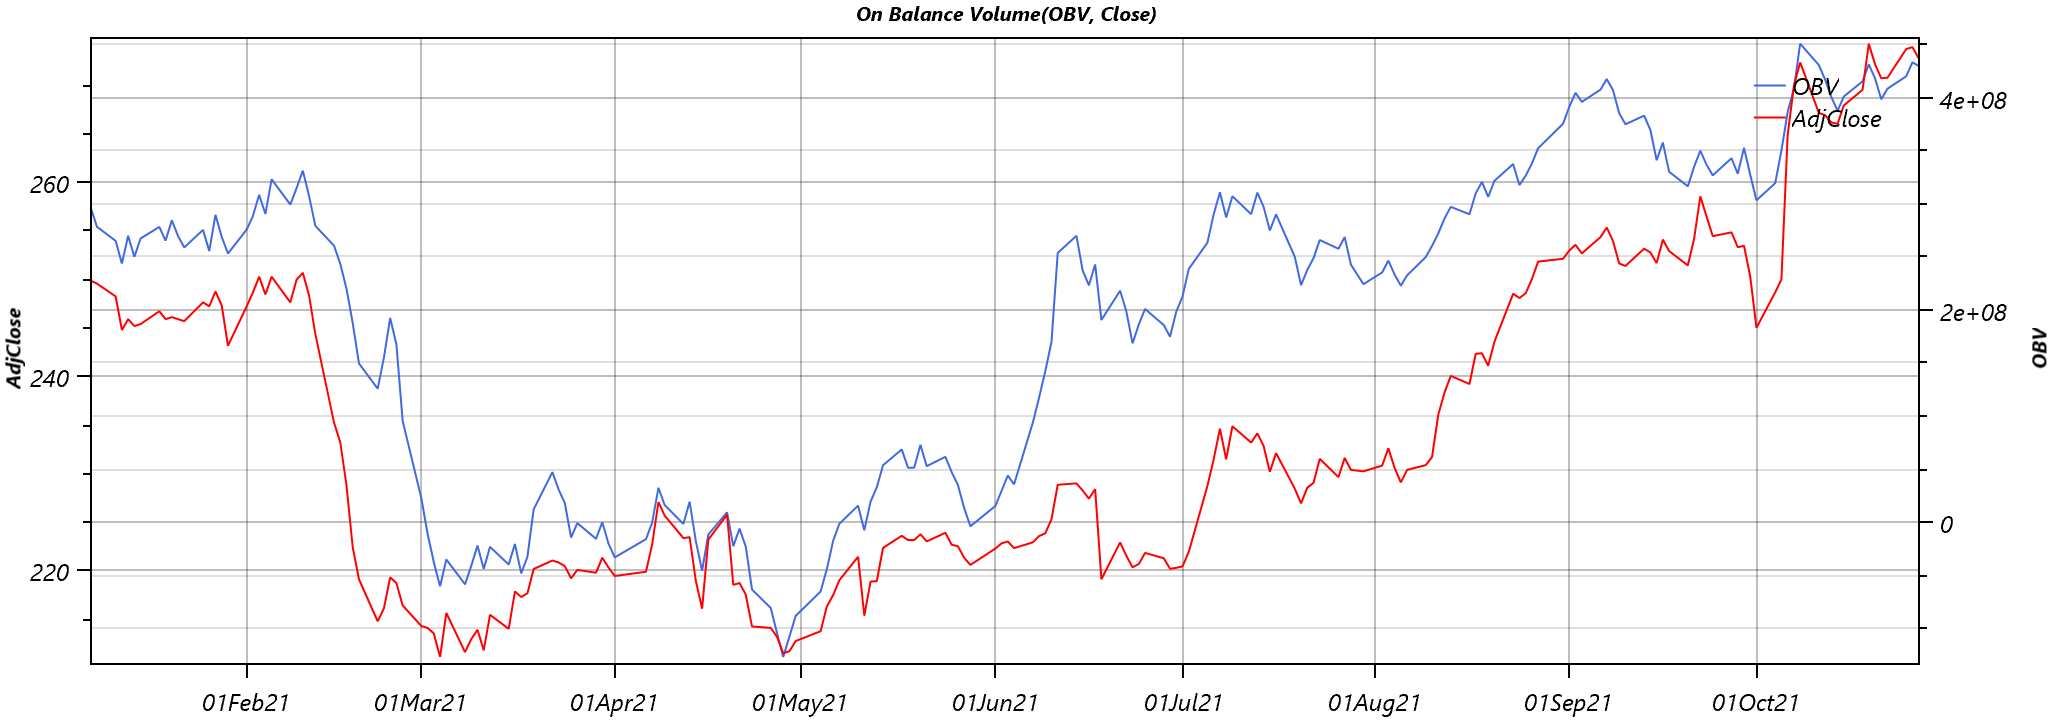 On Balance Volume(OBV, Close)
OBV
AdjClose
260
240
220
AdjClose
4e+08
2e+08
0
OBV
01Feb21 01Mar21 01Apr21 01May21 01Jun21 01Jul21 01Aug21 01Sep21 01Oct21